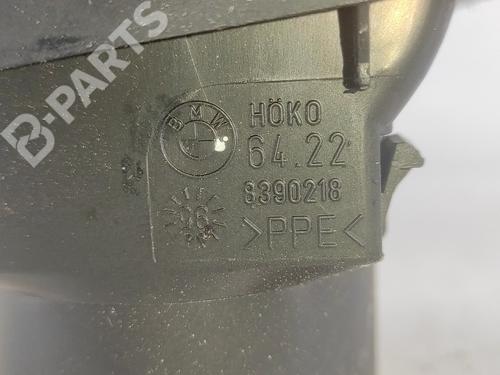 B-PARTS
BMW
HÖKO
64.22
8390218
>PPE<